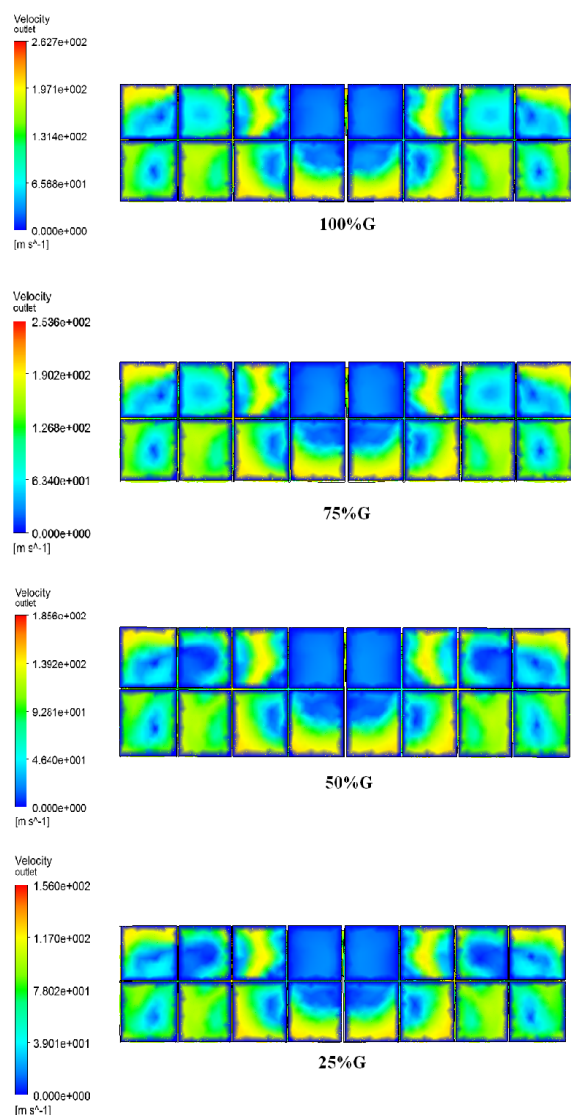 Velocity
outlet
2.627e+002
1.971e+002
1.314e+002
6.568e+001
0.000e+000
[m s^-1]
100%G
Velocity
outlet
2.536e+002
1.902e+002
1.268e+002
6.340e+001
0.000e+000
[m s^-1]
75%G
Velocity
outlet
1.856e+002
1.392e+002
9.261e+001
4.640e+001
0.000e+000
[m s^-1]
50%G
Velocity
outlet
1.560e+002
1.170e+002
7.802e+001
3.901e+001
0.000e+000
[m s^-1]
25%G